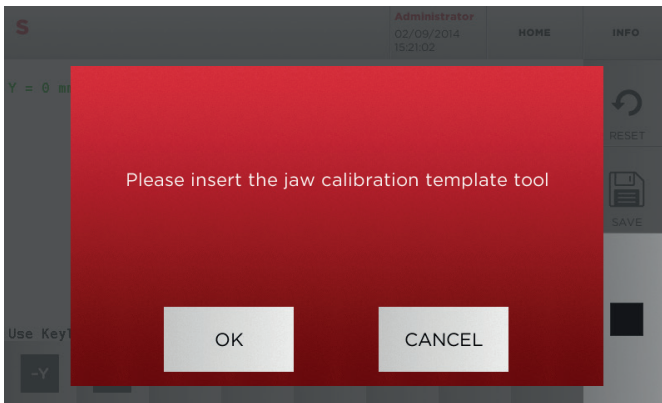 S
Administrator
02/09/2014
15:21:02
HOME
INFO
Y = 0 m
RESET
Please insert the jaw calibration template tool
SAVE
Use Key
OK
CANCEL
-Y